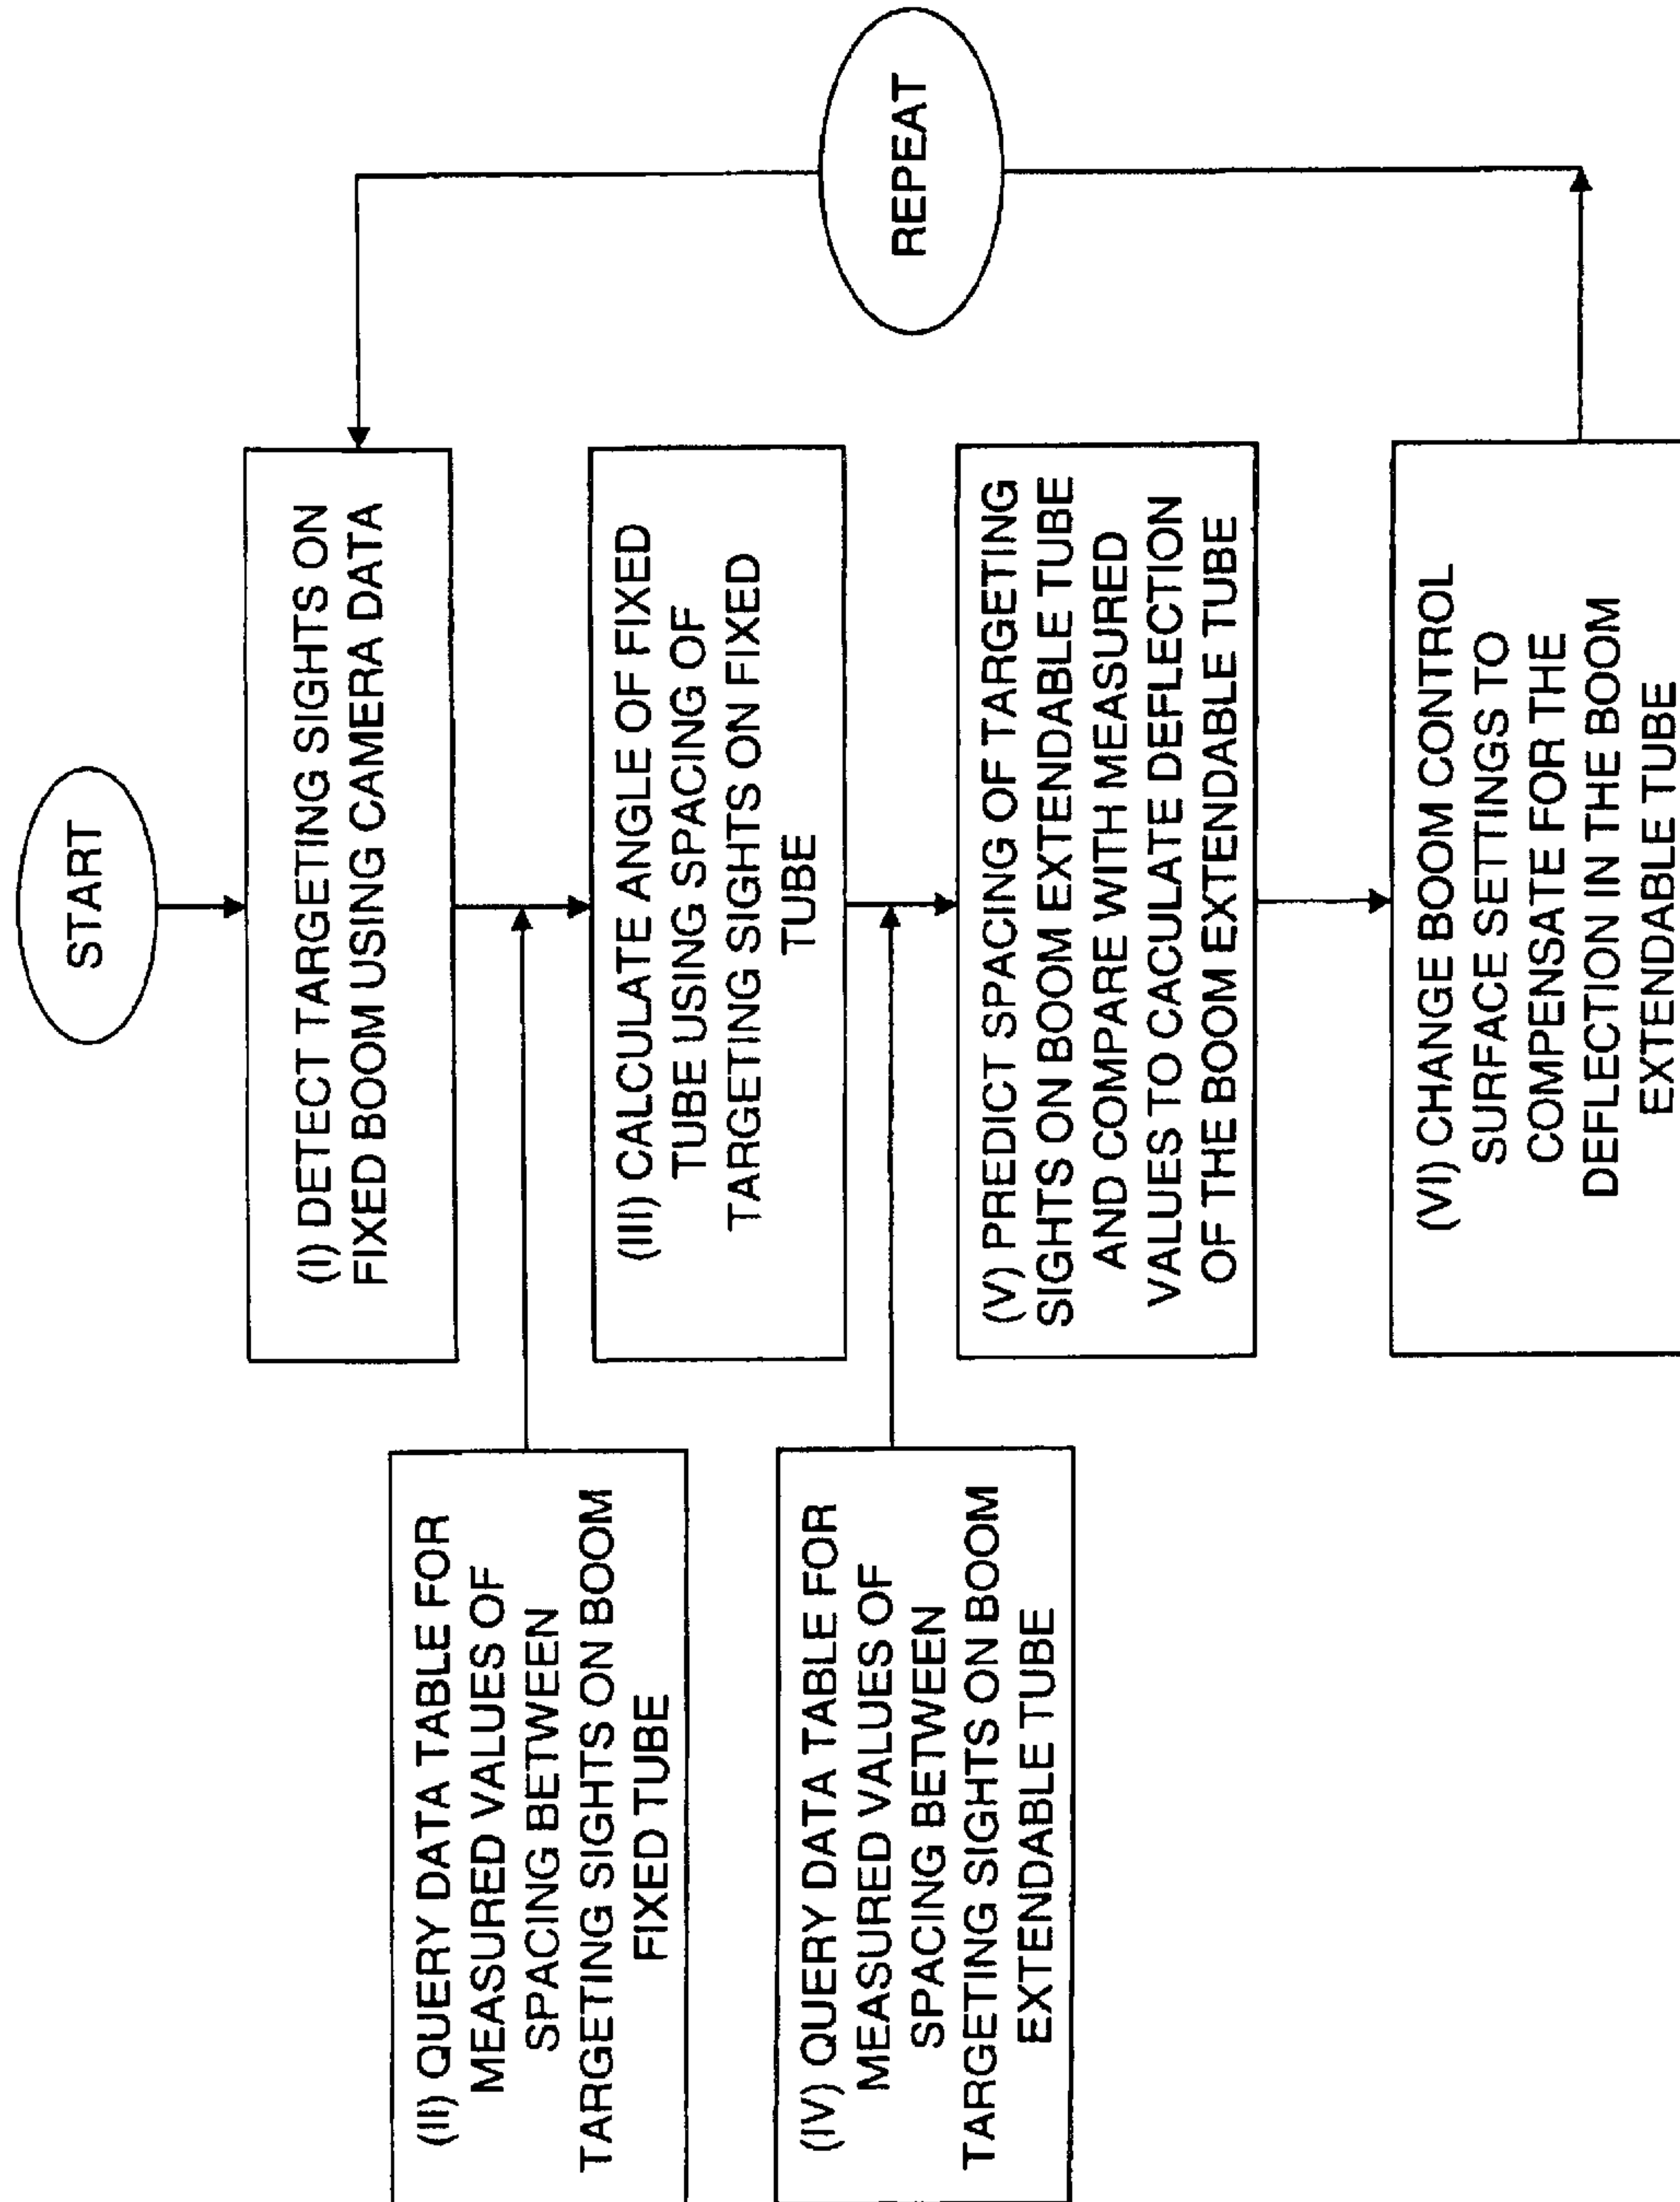 START
(I) DETECT TARGETING SIGHTS ON
FIXED BOOM USING CAMERA DATA
(II) QUERY DATA TABLE FOR
MEASURED VALUES OF
SPACING BETWEEN
TARGETING SIGHTS ON BOOM
FIXED TUBE
(III) CALCULATE ANGLE OF FIXED
TUBE USING SPACING OF
TARGETING SIGHTS ON FIXED
TUBE
(IV) QUERY DATA TABLE FOR
MEASURED VALUES OF
SPACING BETWEEN
TARGETING SIGHTS ON BOOM
EXTENDABLE TUBE
(V) PREDICT SPACING OF TARGETING
SIGHTS ON BOOM EXTENDABLE TUBE
AND COMPARE WITH MEASURED
VALUES TO CACULATE DEFLECTION
OF THE BOOM EXTENDABLE TUBE
(VI) CHANGE BOOM CONTROL
SURFACE SETTINGS TO
COMPENSATE FOR THE
DEFLECTION IN THE BOOM
EXTENDABLE TUBE
REPEAT